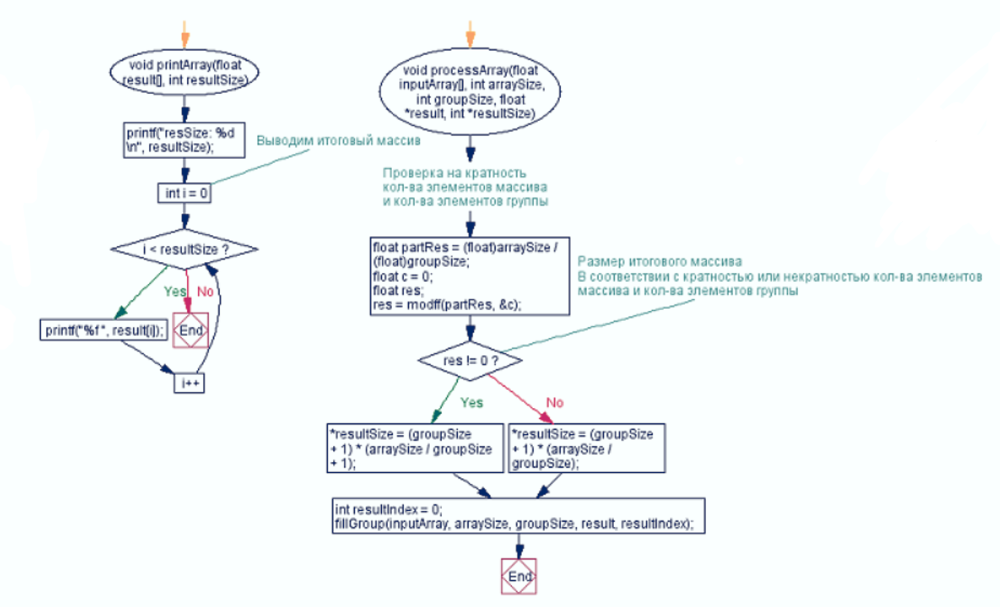 void printArray(float
result[], int resultSize)
printf("resSize: %d
\n", resultSize);
Выводим итоговый массив
int i = 0
i < resultSize ?
Yes
No
printf("%f ", result[i]);
End
i++
void processArray(float
inputArray[], int arraySize,
int groupSize, float
*result, int *resultSize)
Проверка на кратность
кол-ва элементов массива
и кол-ва элементов группы
float partRes = (float)arraySize /
(float)groupSize;
float c = 0;
float res;
res = modff(partRes, &c);
Размер итогового массива
В соответствии с кратностью или некратностью кол-ва элементов
массива и кол-ва элементов группы
res != 0 ?
Yes
No
*resultSize = (groupSize
+ 1) * (arraySize / groupSize
+ 1);
*resultSize = (groupSize
+ 1) * (arraySize /
groupSize);
int resultIndex = 0;
fillGroup(inputArray, arraySize, groupSize, result, resultIndex);
End